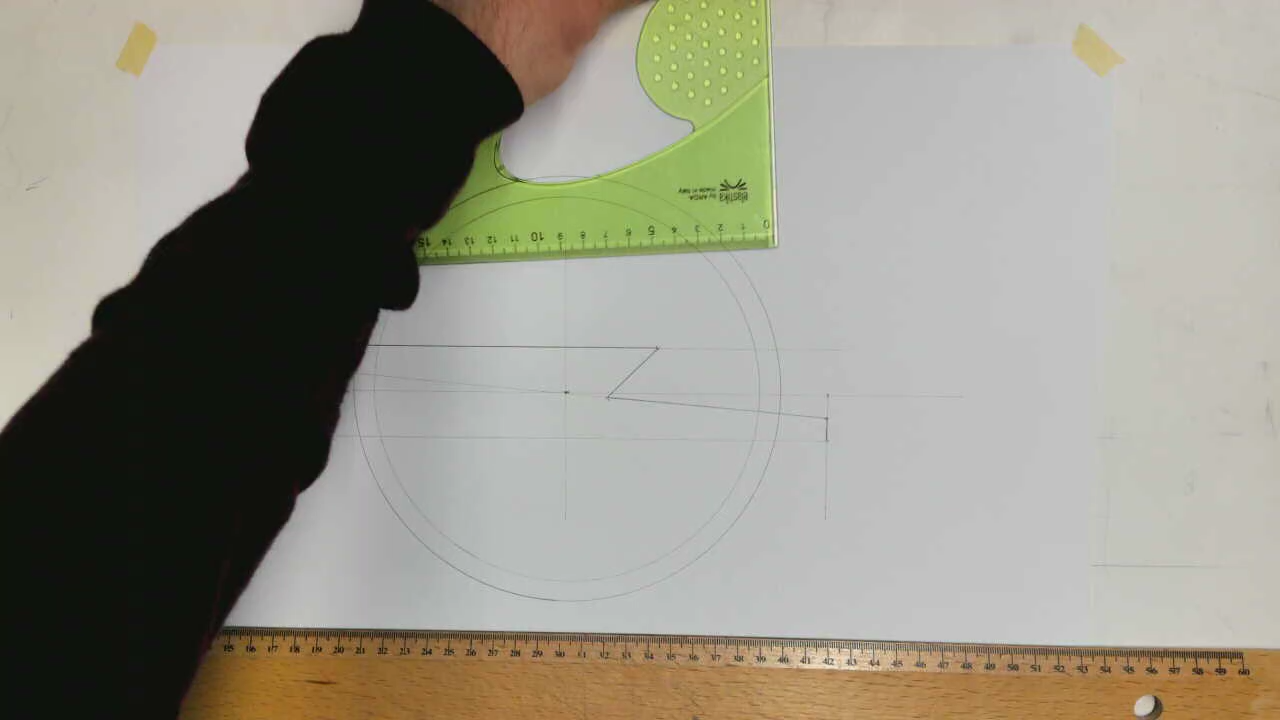 elastika
by ARDA
made in Italy
0 1 2 3 4 5 6 7 8 9 10 11 12 13 14 15
15 16 17 18 19 20 21 22 23 24 25 26 27 28 29 30 31 32 33 34 35 36 37 38 39 40 41 42 43 44 45 46 47 48 49 50 51 52 53 54 55 56 57 58 59 60